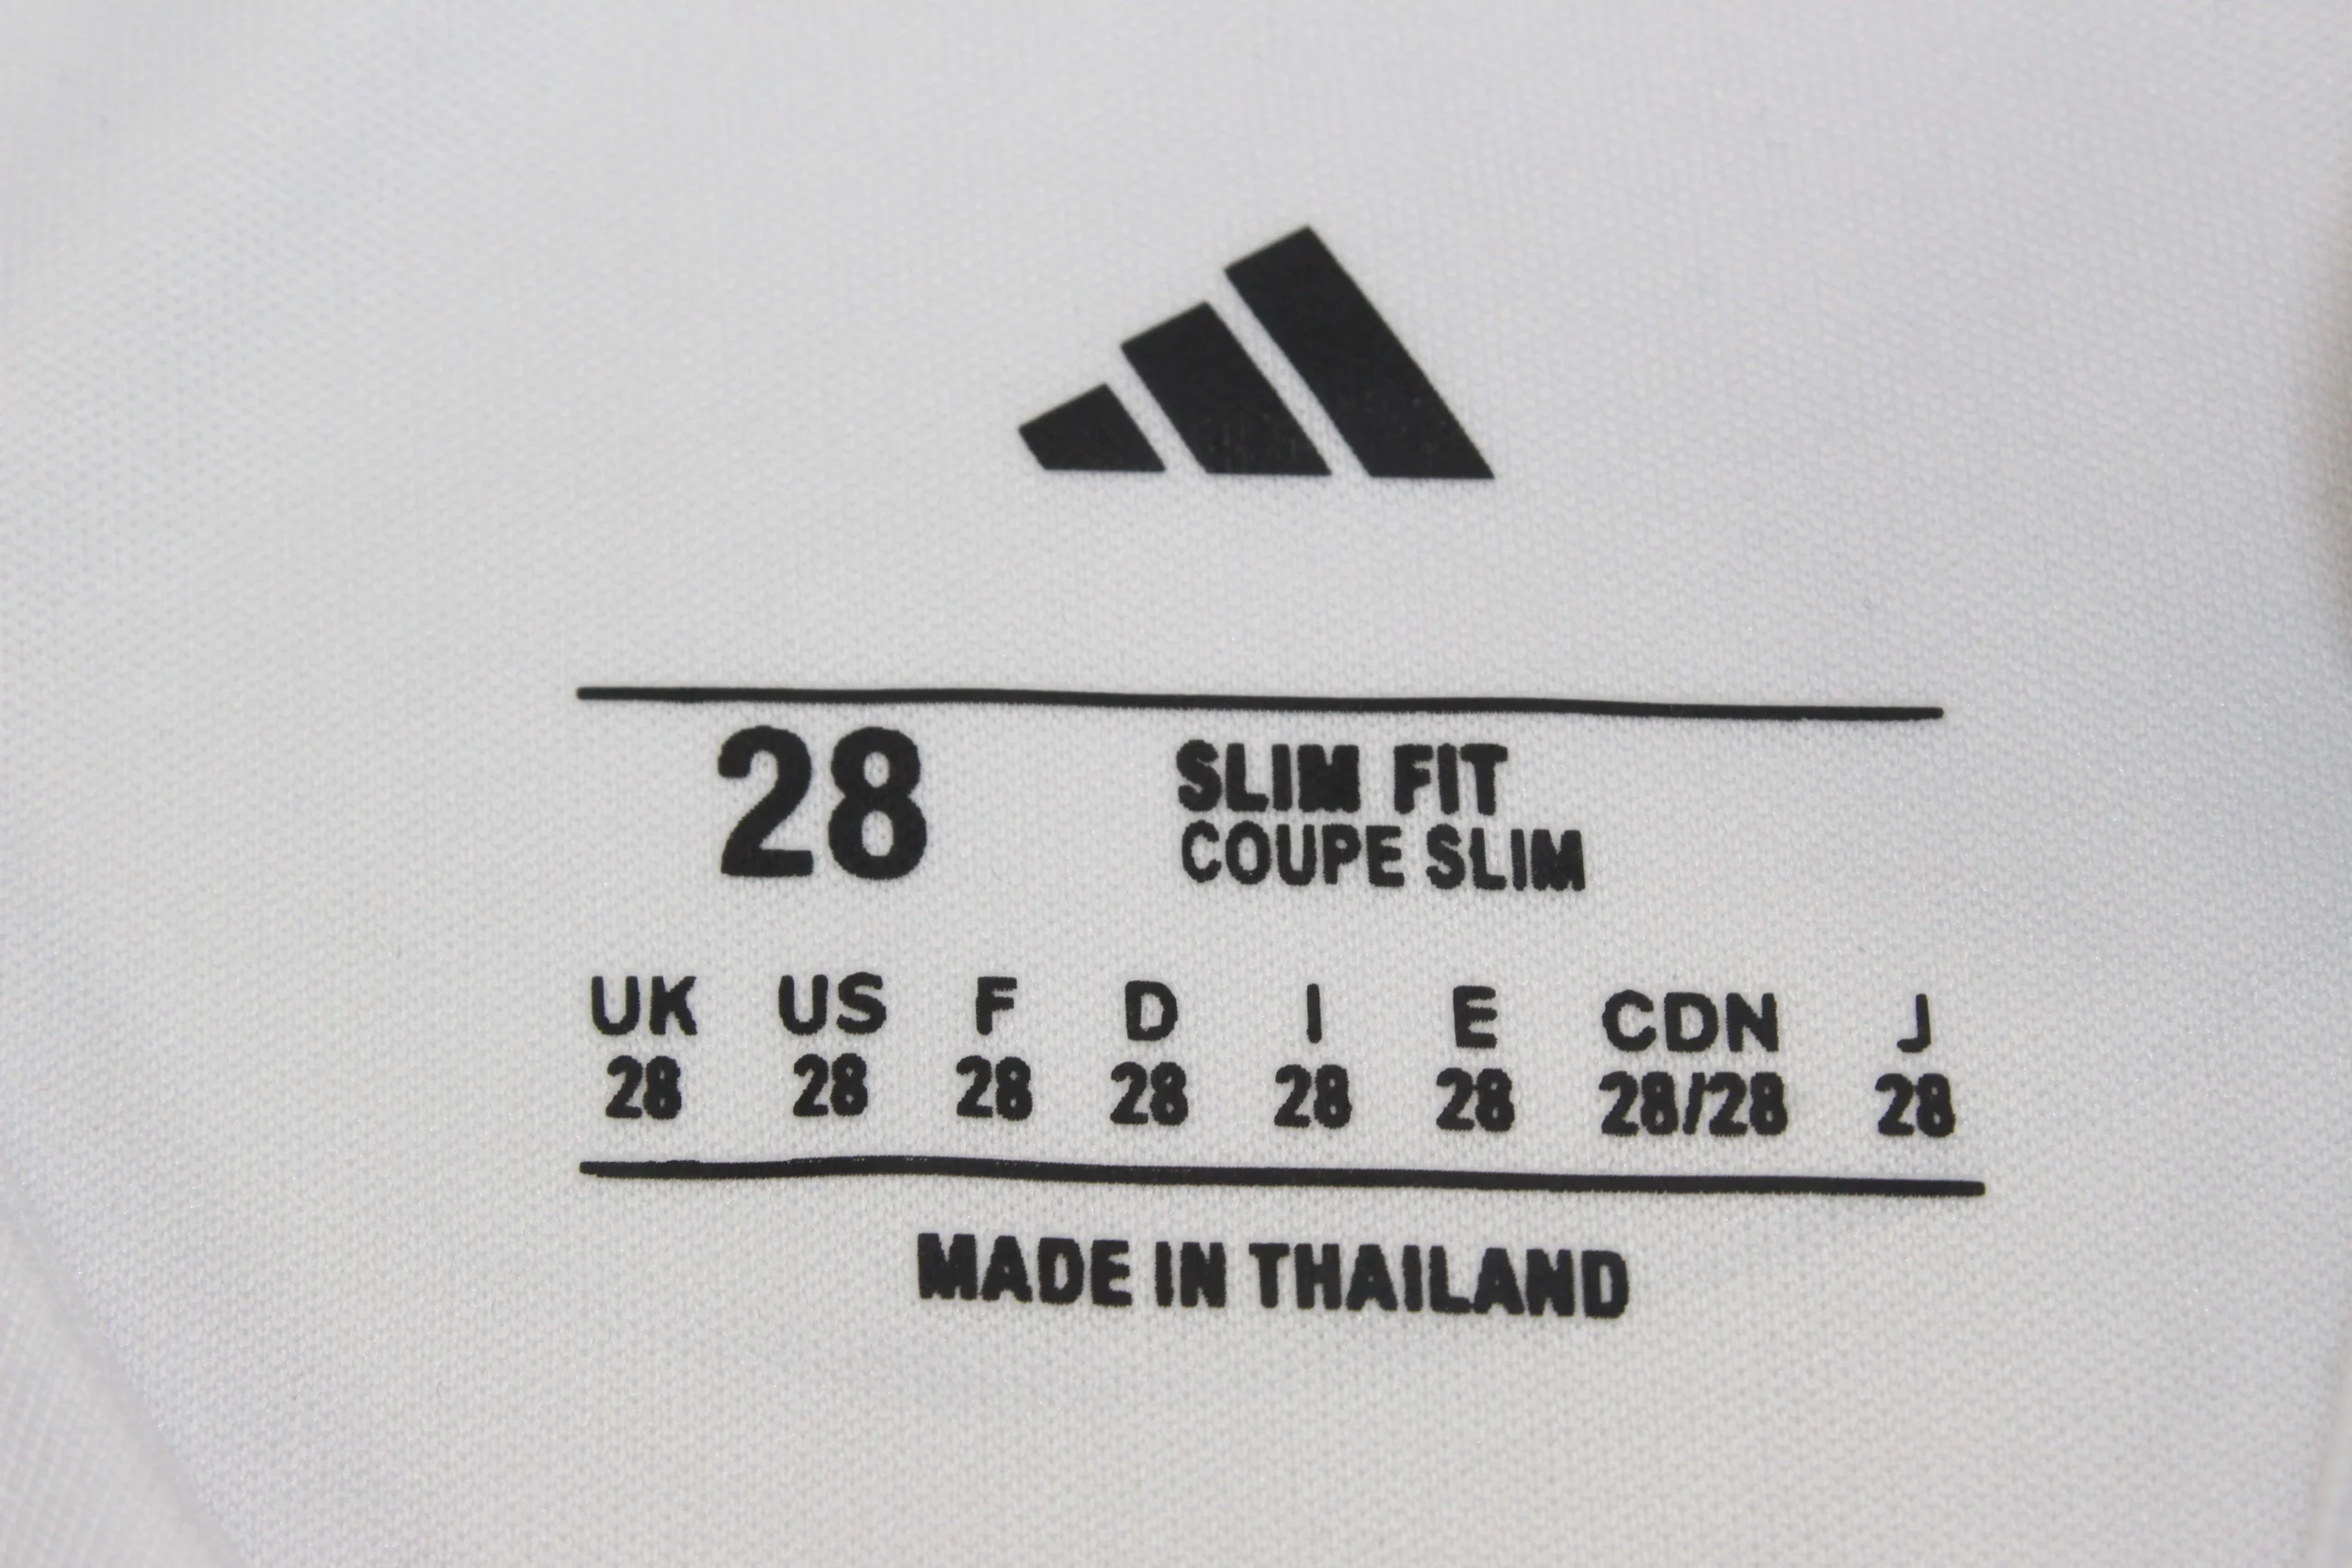 28
SLIM FIT
COUPE SLIM
UK US F D I E CDN J
28 28 28 28 28 28 28/28 28
MADE IN THAILAND